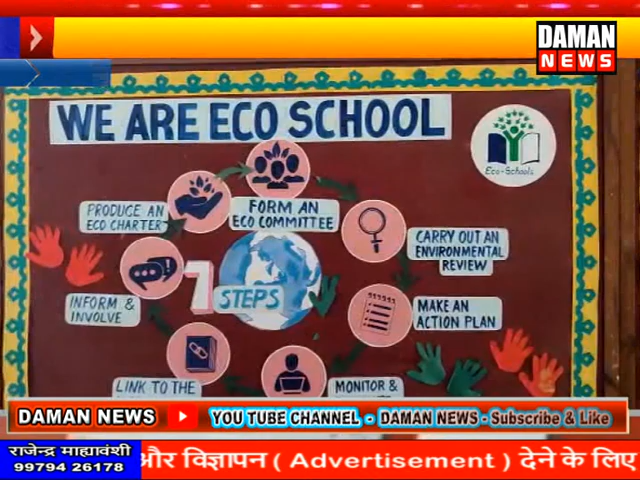 DAMAN
NEWS
WE ARE ECO SCHOOL
Eco-Schools
PRODUCE AN
ECO CHARTER
FORM AN
ECO COMMITTEE
CARRY OUT AN
ENVIRONMENTAL
REVIEW
7
STEPS
INFORM &
INVOLVE
MAKE AN
ACTION PLAN
LINK TO THE
MONITOR &
DAMAN NEWS
YOU TUBE CHANNEL - DAMAN NEWS - Subscribe & Like
राजेन्द्र माह्यावंशी
99794 26178
और विज्ञापन ( Advertisement ) देने के लिए